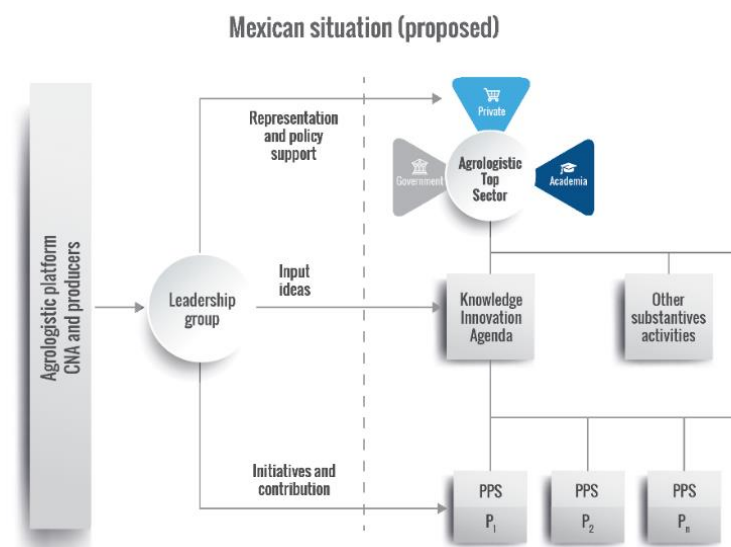 Mexican situation (proposed)
Agrologistic platform
CNA and producers
Leadership
group
Representation
and policy
support
Input
ideas
Initiatives and
contribution
Private
Government
Agrologistic
Top
Sector
Academia
Knowledge
Innovation
Agenda
Other
substantives
activities
PPS
P1
PPS
P2
PPS
Pn